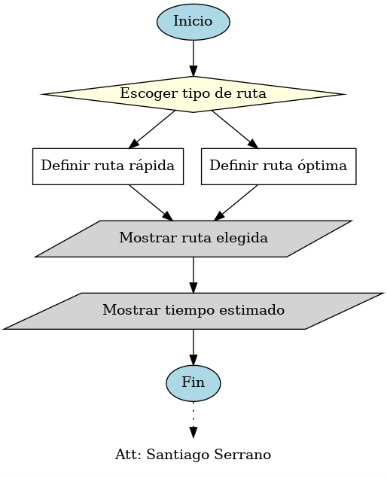 Inicio
Escoger tipo de ruta
Definir ruta rápida
Definir ruta óptima
Mostrar ruta elegida
Mostrar tiempo estimado
Fin
Att: Santiago Serrano